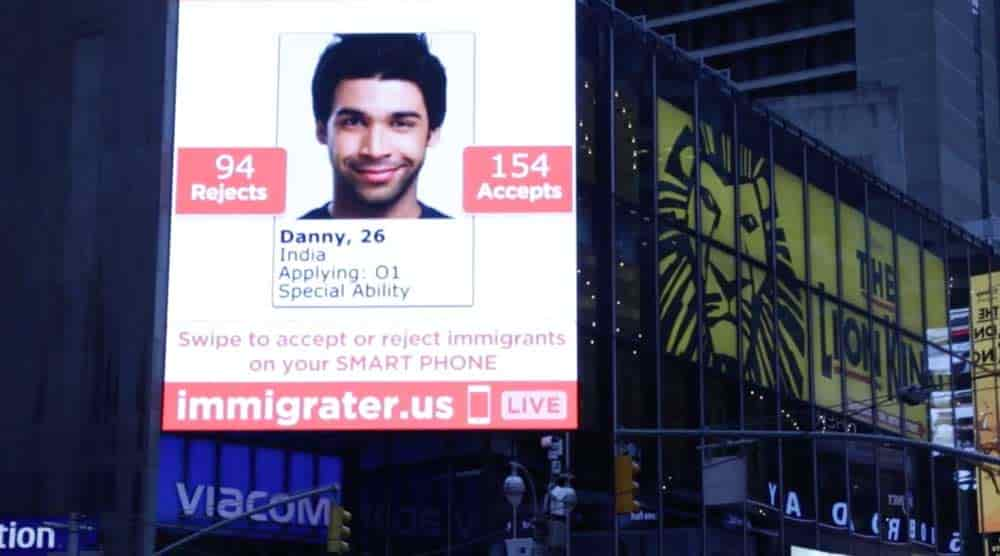 94
Rejects
154
Accepts
Danny, 26
India
Applying: O1
Special Ability
Swipe to accept or reject immigrants
on your SMART PHONE
immigrater.us
LIVE
VIACOM
tion
THE
LION KIN